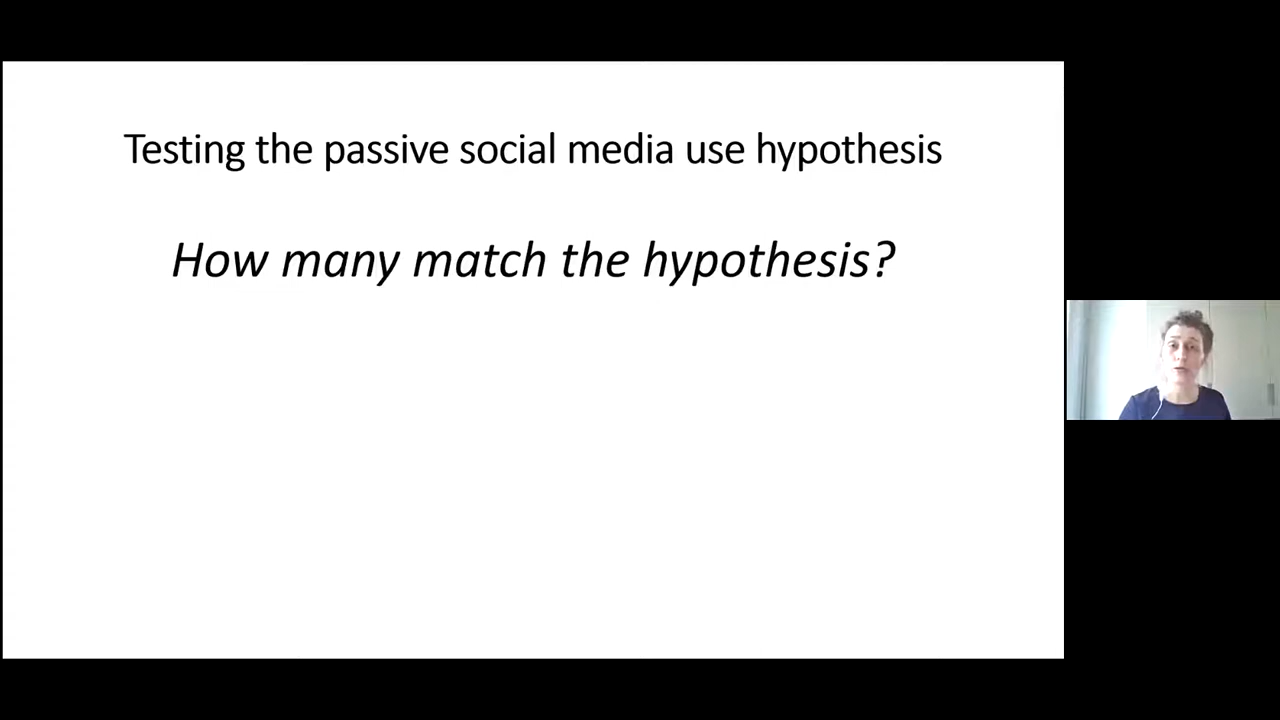 Testing the passive social media use hypothesis
How many match the hypothesis?